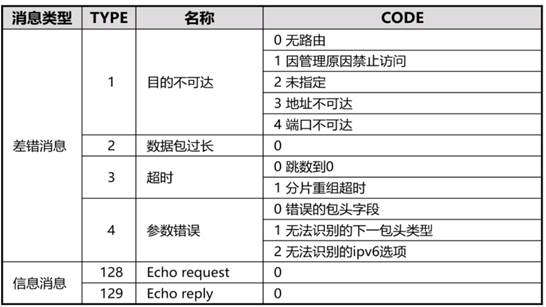 消息类型 TYPE 名称 CODE
差错消息 1 目的不可达 0 无路由
1 因管理原因禁止访问
2 未指定
3 地址不可达
4 端口不可达
2 数据包过长 0
3 超时 0 跳数到0
1 分片重组超时
4 参数错误 0 错误的包头字段
1 无法识别的下一包头类型
2 无法识别的ipv6选项
信息消息 128 Echo request 0
129 Echo reply 0